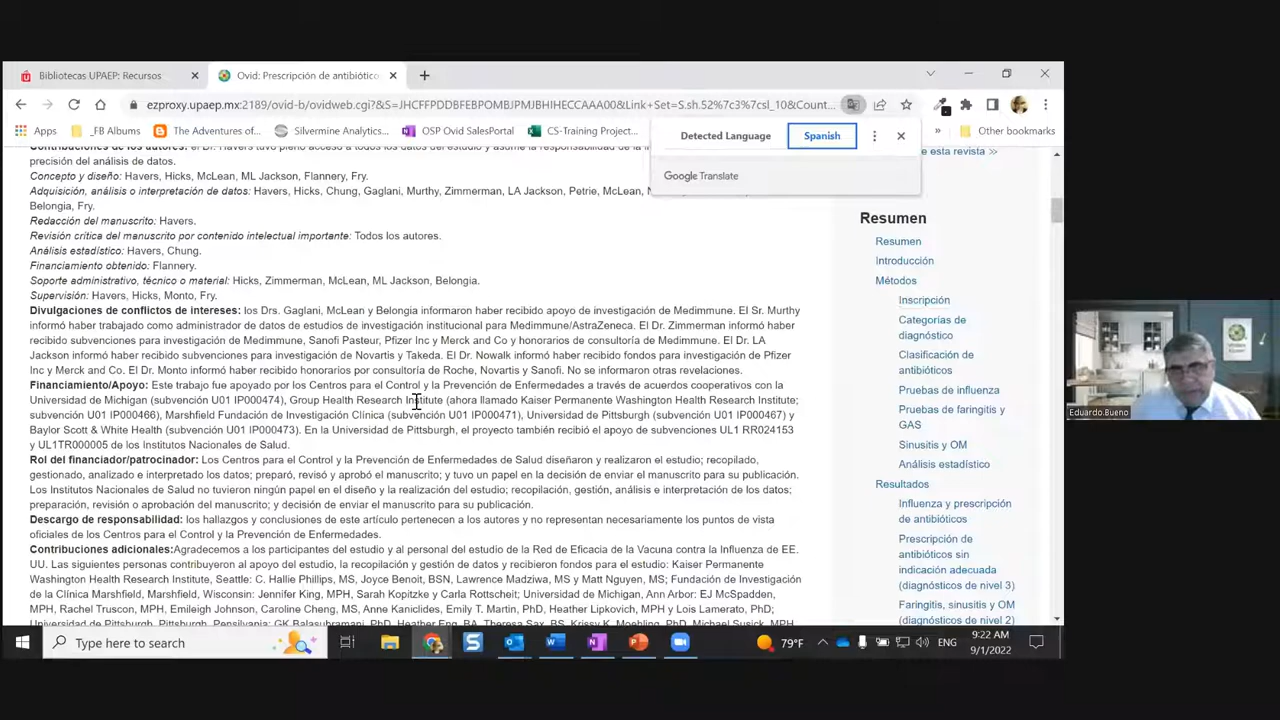 Bibliotecas UPAEP: Recursos
Ovid: Prescripción de antibiótico
ezproxy.upaep.mx:2189/ovid-b/ovidweb.cgi?&S=JHCFFPDDBFEBPOMBJPMJBHIHECCAAA00&Link+Set=S.sh.52%7c3%7csl_10&Count...
Apps
_FB Albums
The Adventures of...
Silvermine Analytic...
OSP Ovid SalesPortal
CS-Training Project...
»
Other bookmarks
Detected Language
Spanish
Google Translate
precisión del análisis de datos.
Concepto y diseño: Havers, Hicks, McLean, ML Jackson, Flannery, Fry.
Adquisición, análisis o interpretación de datos: Havers, Hicks, Chung, Gaglani, Murthy, Zimmerman, LA Jackson, Petrie, McLean,
Belongia, Fry.
Redacción del manuscrito: Havers.
Revisión crítica del manuscrito por contenido intelectual importante: Todos los autores.
Análisis estadístico: Havers, Chung.
Financiamiento obtenido: Flannery.
Soporte administrativo, técnico o material: Hicks, Zimmerman, McLean, ML Jackson, Belongia.
Supervisión: Havers, Hicks, Monto, Fry.
Divulgaciones de conflictos de intereses: los Drs. Gaglani, McLean y Belongia informaron haber recibido apoyo de investigación de Medimmune. El Sr. Murthy
informó haber trabajado como administrador de datos de estudios de investigación institucional para Medimmune/AstraZeneca. El Dr. Zimmerman informó haber
recibido subvenciones para investigación de Medimmune, Sanofi Pasteur, Pfizer Inc y Merck and Co y honorarios de consultoría de Medimmune. El Dr. LA
Jackson informó haber recibido subvenciones para investigación de Novartis y Takeda. El Dr. Nowalk informó haber recibido fondos para investigación de Pfizer
Inc y Merck and Co. El Dr. Monto informó haber recibido honorarios por consultoría de Roche, Novartis y Sanofi. No se informaron otras revelaciones.
Financiamiento/Apoyo: Este trabajo fue apoyado por los Centros para el Control y la Prevención de Enfermedades a través de acuerdos cooperativos con la
Universidad de Michigan (subvención U01 IP000474), Group Health Research Institute (ahora llamado Kaiser Permanente Washington Health Research Institute;
subvención U01 IP000466), Marshfield Fundación de Investigación Clínica (subvención U01 IP000471), Universidad de Pittsburgh (subvención U01 IP000467) y
Baylor Scott & White Health (subvención U01 IP000473). En la Universidad de Pittsburgh, el proyecto también recibió el apoyo de subvenciones UL1 RR024153
y UL1TR000005 de los Institutos Nacionales de Salud.
Rol del financiador/patrocinador: Los Centros para el Control y la Prevención de Enfermedades de Salud diseñaron y realizaron el estudio; recopilado,
gestionado, analizado e interpretado los datos; preparó, revisó y aprobó el manuscrito; y tuvo un papel en la decisión de enviar el manuscrito para su publicación.
Los Institutos Nacionales de Salud no tuvieron ningún papel en el diseño y la realización del estudio; recopilación, gestión, análisis e interpretación de los datos;
preparación, revisión o aprobación del manuscrito; y decisión de enviar el manuscrito para su publicación.
Descargo de responsabilidad: los hallazgos y conclusiones de este artículo pertenecen a los autores y no representan necesariamente los puntos de vista
oficiales de los Centros para el Control y la Prevención de Enfermedades.
Contribuciones adicionales:Agradecemos a los participantes del estudio y al personal del estudio de la Red de Eficacia de la Vacuna contra la Influenza de EE.
UU. Las siguientes personas contribuyeron al apoyo del estudio, la recopilación y gestión de datos y recibieron fondos para el estudio: Kaiser Permanente
Washington Health Research Institute, Seattle: C. Hallie Phillips, MS, Joyce Benoit, BSN, Lawrence Madziwa, MS y Matt Nguyen, MS; Fundación de Investigación
de la Clínica Marshfield, Marshfield, Wisconsin: Jennifer King, MPH, Sarah Kopitzke y Carla Rottscheit; Universidad de Michigan, Ann Arbor: EJ McSpadden,
MPH, Rachel Truscon, MPH, Emileigh Johnson, Caroline Cheng, MS, Anne Kaniclides, Emily T. Martin, PhD, Heather Lipkovich, MPH y Lois Lamerato, PhD;
e esta revista >>
Resumen
Resumen
Introducción
Métodos
Inscripción
Categorías de
diagnóstico
Clasificación de
antibióticos
Pruebas de influenza
Pruebas de faringitis y
GAS
Sinusitis y OM
Análisis estadístico
Resultados
Influenza y prescripción
de antibióticos
Prescripción de
antibióticos sin
indicación adecuada
(diagnósticos de nivel 3)
Faringitis, sinusitis y OM
(diagnósticos de nivel 2)
Eduardo.Bueno
Type here to search
79°F
ENG
9:22 AM
9/1/2022